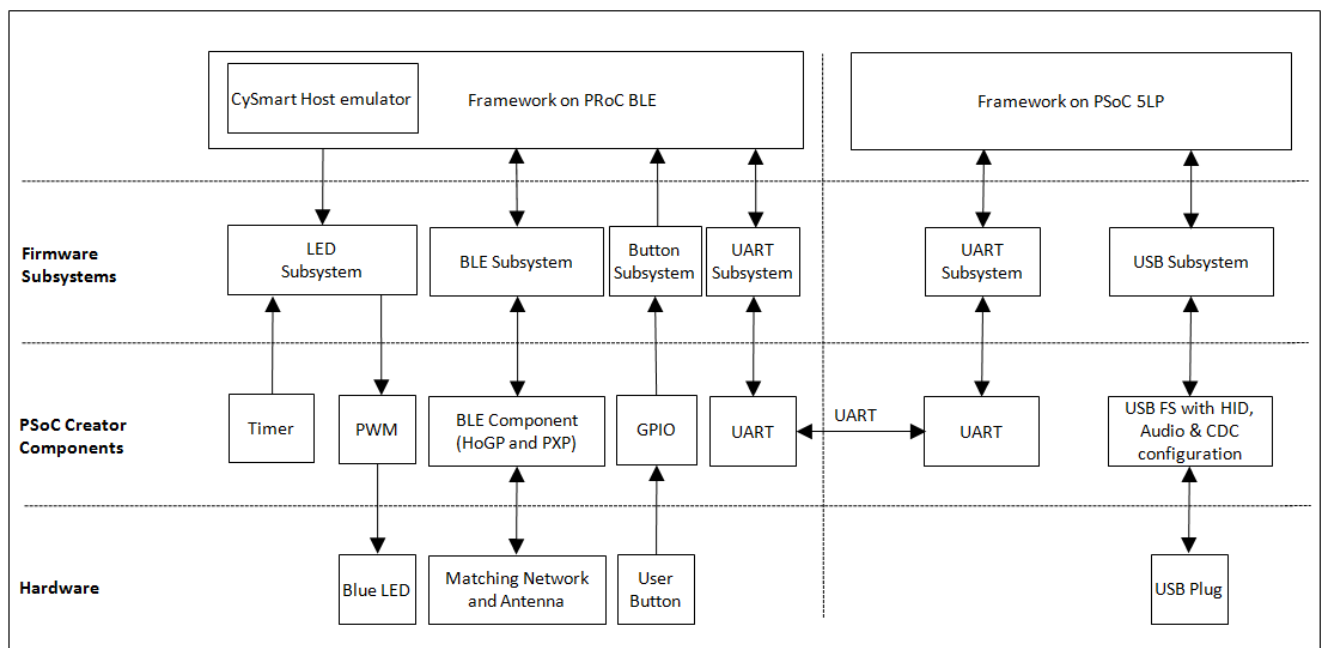 CySmart Host emulator
Framework on PRoC BLE
Framework on PSoC 5LP
Firmware
Subsystems
LED
Subsystem
BLE Subsystem
Button
Subsystem
UART
Subsystem
UART
Subsystem
USB Subsystem
PSoC Creator
Components
Timer
PWM
BLE Component
(HoGP and PXP)
GPIO
UART
UART
UART
USB FS with HID,
Audio & CDC
configuration
Hardware
Blue LED
Matching Network
and Antenna
User
Button
USB Plug